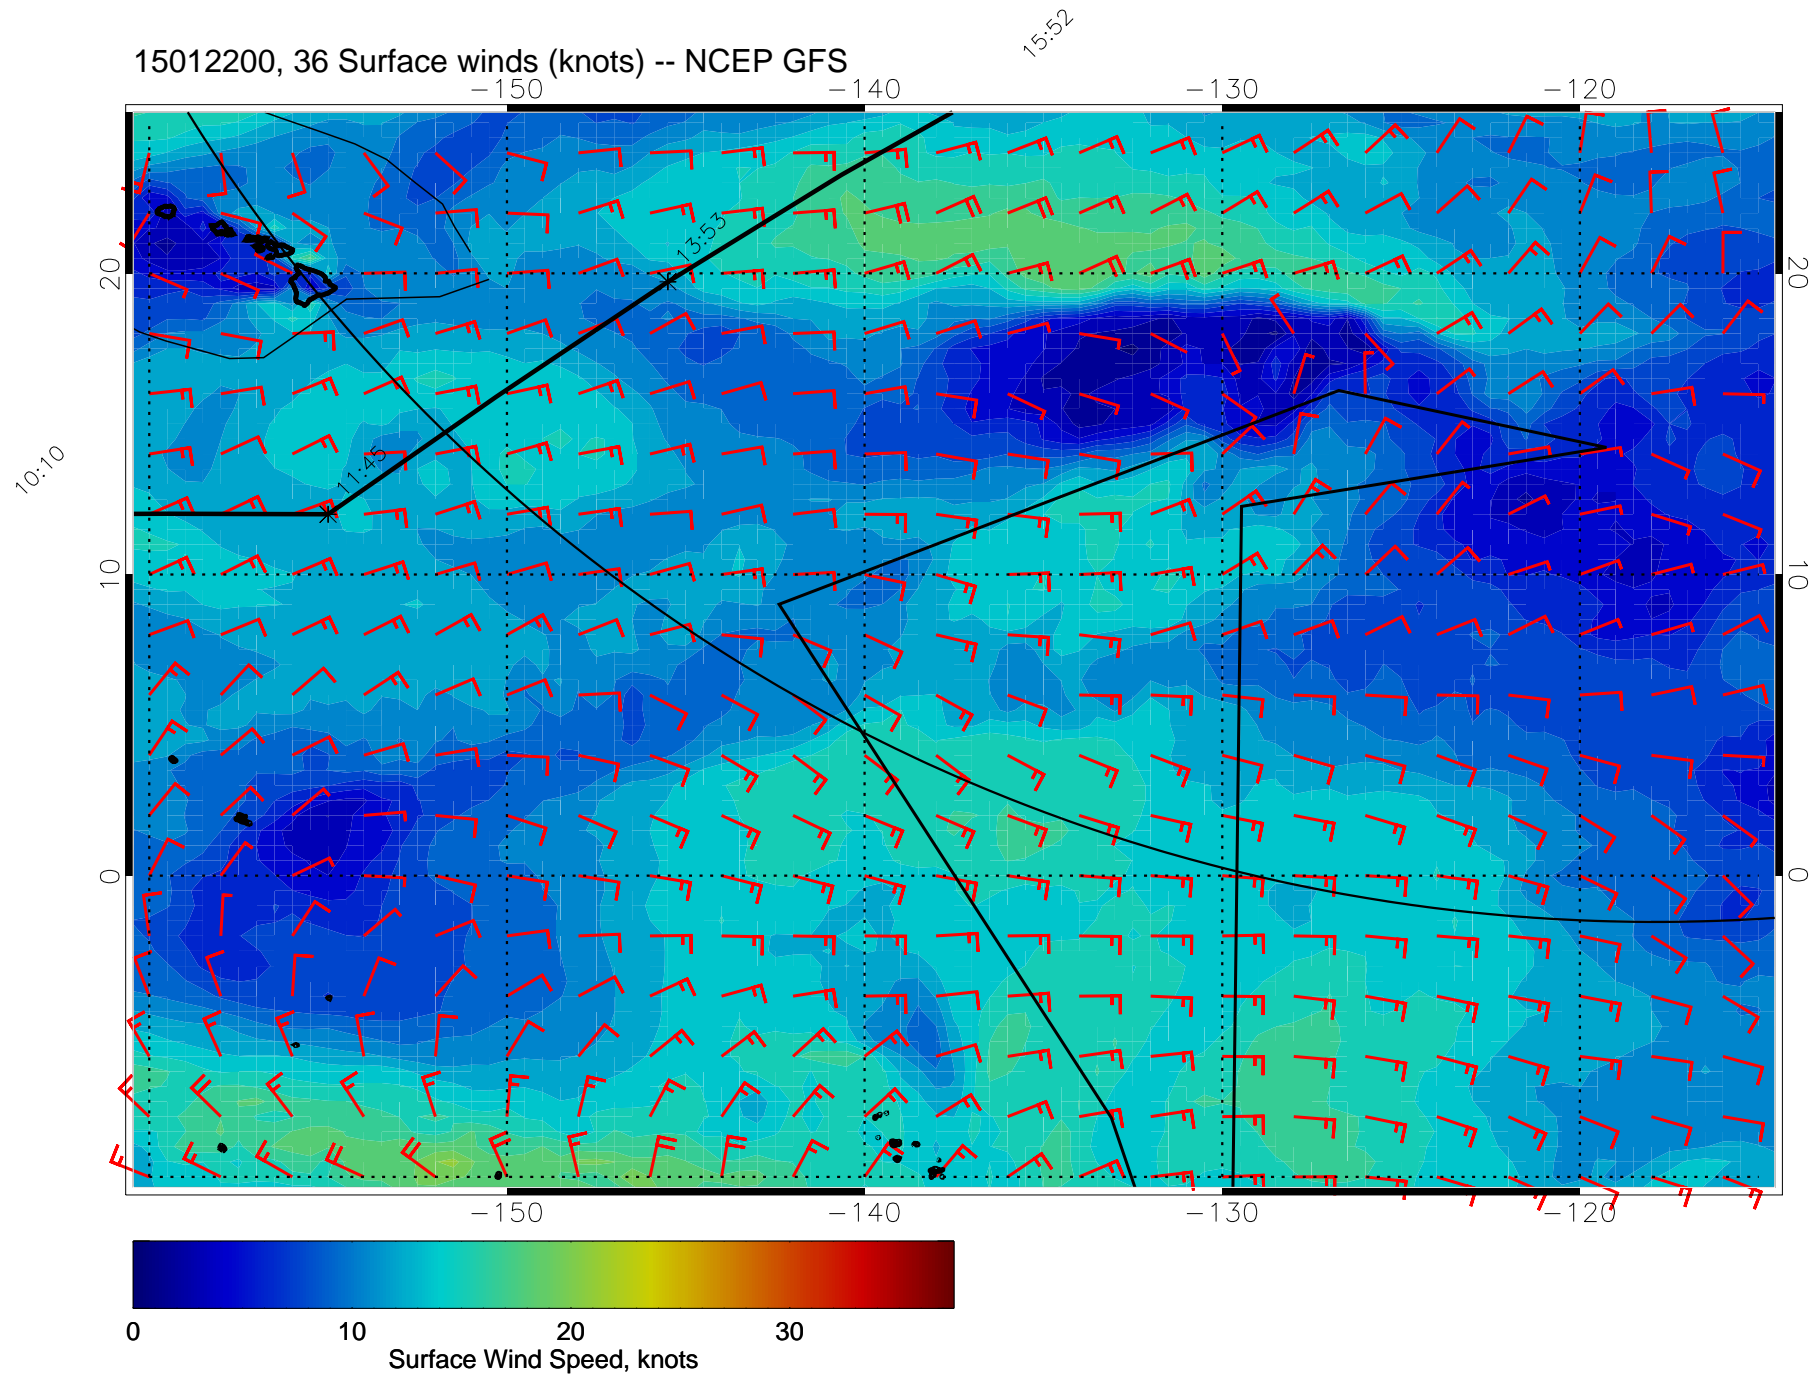 15:52
15012200, 36 Surface winds (knots) -- NCEP GFS
-150 -140 -130 -120
13:53
20 20
11:45
10:10
10 10
0 0
-150 -140 -130 -120
0 10 20 30
Surface Wind Speed, knots